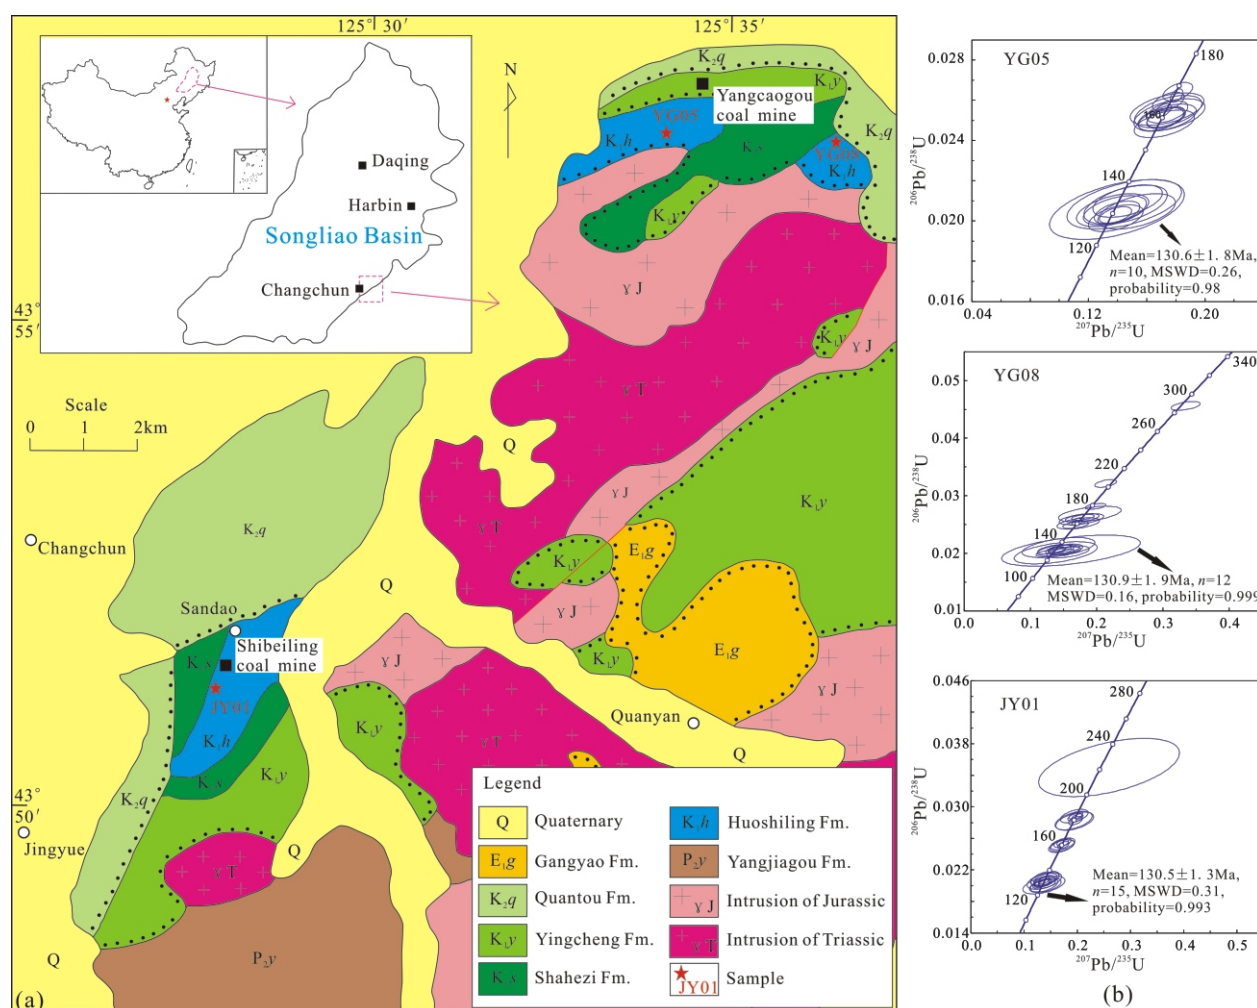 125° 30′
125° 35′
N
K₂q
K₁y
Yangcaogou
coal mine
YG05
K₁h
K₁s
YG08
K₁h
K₂q
K₁y
Daqing
Harbin
Songliao Basin
Changchun
43°
55′
γJ
K₁y
γJ
γT
Scale
0 1 2km
Q
γJ
K₁y
K₂q
γT
Changchun
K₁y
E₁g
Q
Sandao
γJ
Shibeiling
coal mine
K₁s
K₁y
E₁g
γJ
γJ
JY01
Quanyan
K₁h
K₁y
γT
Q
K₁s
K₁y
K₂q
43°
50′
Jingyue
Q
γT
P₂y
Q
(a)
Legend
Q Quaternary
E₁g Gangyao Fm.
K₂q Quantou Fm.
K₁y Yingcheng Fm.
K₁s Shahezi Fm.
K₁h Huoshiling Fm.
P₂y Yangjiagou Fm.
γJ Intrusion of Jurassic
γT Intrusion of Triassic
JY01 Sample
YG05
180
160
140
120
Mean=130.6±1.8Ma,
n=10, MSWD=0.26,
probability=0.98
0.028
0.024
0.020
0.016
0.04 0.12 0.20
²⁰⁶Pb/²³⁸U
²⁰⁷Pb/²³⁵U
YG08
340
300
260
220
180
140
100
Mean=130.9±1.9Ma, n=12
MSWD=0.16, probability=0.999
0.05
0.04
0.03
0.02
0.01
0.0 0.1 0.2 0.3 0.4
²⁰⁶Pb/²³⁸U
²⁰⁷Pb/²³⁵U
JY01
280
240
200
160
120
Mean=130.5±1.3Ma,
n=15, MSWD=0.31,
probability=0.993
0.046
0.038
0.030
0.022
0.014
0.0 0.1 0.2 0.3 0.4 0.5
²⁰⁶Pb/²³⁸U
²⁰⁷Pb/²³⁵U
(b)